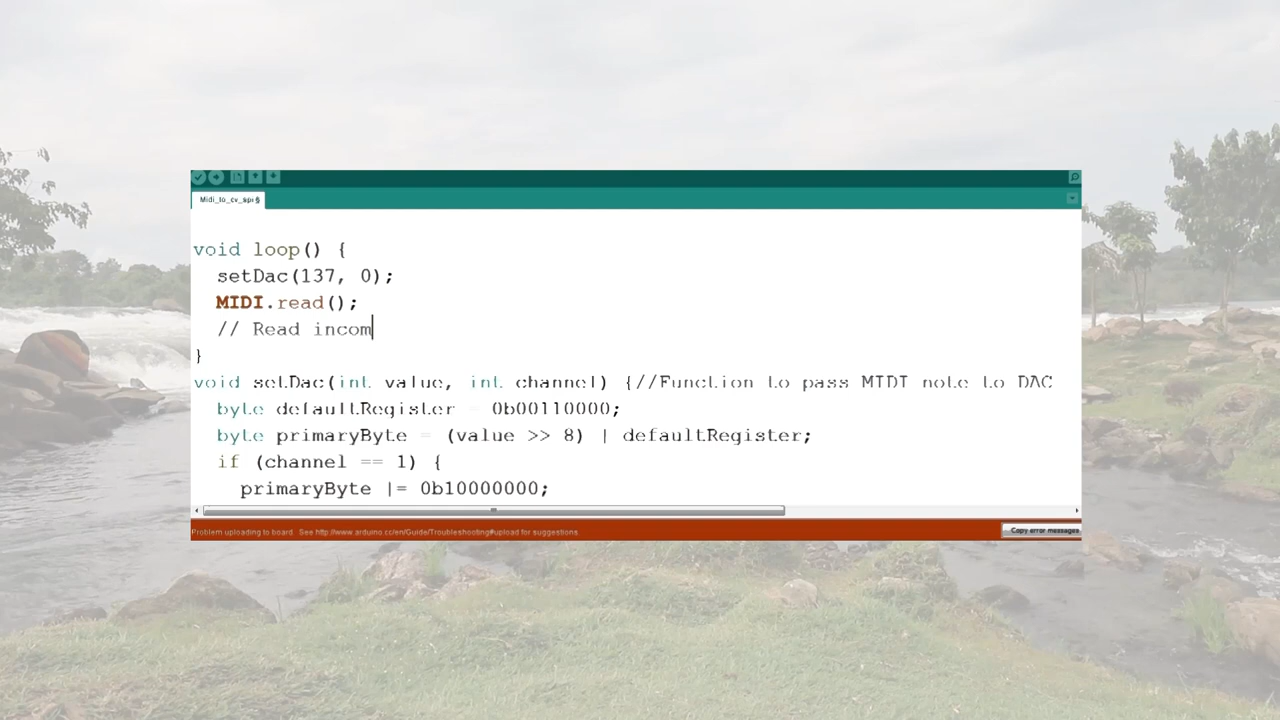 Midi_to_cv_spi §
void loop() {
setDac(137, 0);
MIDI.read();
// Read incom
}
void setDac(int value, int channel) {//Function to pass MIDI note to DAC
byte defaultRegister = 0b00110000;
byte primaryByte = (value >> 8) | defaultRegister;
if (channel == 1) {
primaryByte |= 0b10000000;
Problem uploading to board. See http://www.arduino.cc/en/Guide/Troubleshooting#upload for suggestions.
Copy error messages